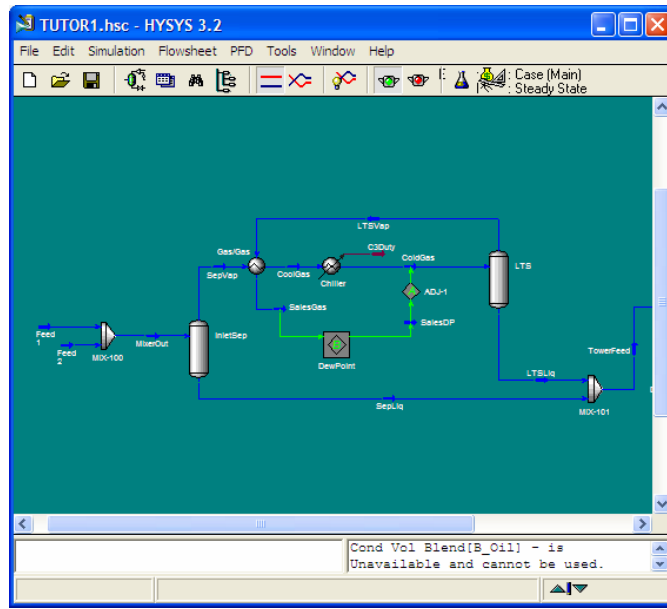 TUTOR1.hsc - HYSYS 3.2
File Edit Simulation Flowsheet PFD Tools Window Help
: Case (Main)
: Steady State
LTSVap
Gas/Gas
C3Duty
SepVap
CoolGas
ColdGas
LTS
Chiller
ADJ-1
SalesGas
SalesDP
Feed
1
MixerOut
InletSep
Feed
2
MIX-100
DewPoint
TowerFeed
LTSLiq
SepLiq
MIX-101
Cond Vol Blend[B_Oil] - is
Unavailable and cannot be used.